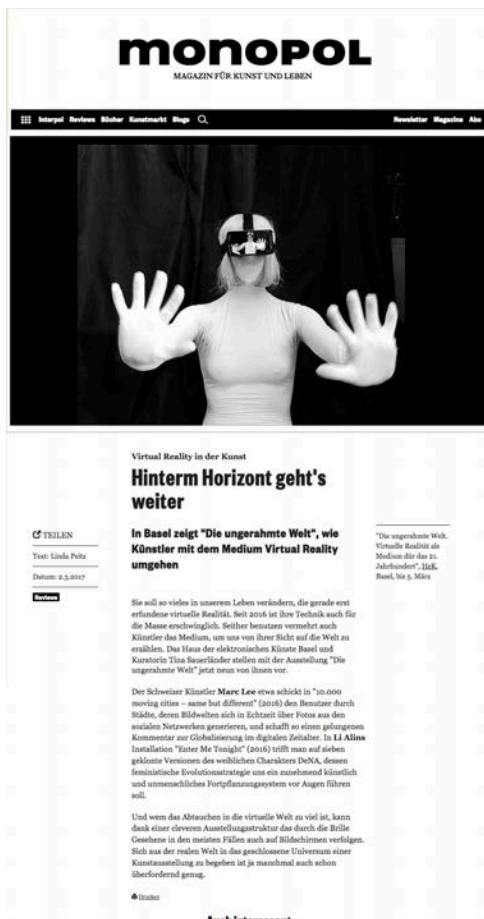 monopol
MAGAZIN FÜR KUNST UND LEBEN
Interpol Reviews Bücher Kunstmarkt Blogs
Newsletter Magazine Abo
Virtual Reality in der Kunst
Hinterm Horizont geht's
weiter
In Basel zeigt "Die ungerahmte Welt", wie
Künstler mit dem Medium Virtual Reality
umgehen
TEILEN
Text: Linda Peitz
Datum: 2.3.2017
Reviews
"Die ungerahmte Welt.
Virtuelle Realität als
Medium für das 21.
Jahrhundert", HeK,
Basel, bis 5. März
Sie soll so vieles in unserem Leben verändern, die gerade erst
erfundene virtuelle Realität. Seit 2016 ist ihre Technik auch für
die Masse erschwinglich. Seither benutzen vermehrt auch
Künstler das Medium, um uns von ihrer Sicht auf die Welt zu
erzählen. Das Haus der elektronischen Künste Basel und
Kuratorin Tina Sauerländer stellen mit der Ausstellung "Die
ungerahmte Welt" jetzt neun von ihnen vor.
Der Schweizer Künstler Marc Lee etwa schickt in "10.000
moving cities – same but different" (2016) den Benutzer durch
Städte, deren Bildwelten sich in Echtzeit über Fotos aus den
sozialen Netzwerken generieren, und schafft so einen gelungenen
Kommentar zur Globalisierung im digitalen Zeitalter. In Li Alins
Installation "Enter Me Tonight" (2016) trifft man auf sieben
geklonte Versionen des weiblichen Charakters DeNA, dessen
feministische Evolutionsstrategie uns ein zunehmend künstlich
und unmenschliches Fortpflanzungssystem vor Augen führen
soll.
Und wem das Abtauchen in die virtuelle Welt zu viel ist, kann
dank einer cleveren Ausstellungsstruktur das durch die Brille
Gesehene in den meisten Fällen auch auf Bildschirmen verfolgen.
Sich aus der realen Welt in das geschlossene Universum einer
Kunstausstellung zu begeben ist ja manchmal auch schon
überfordernd genug.
Drucken
Auch interessant